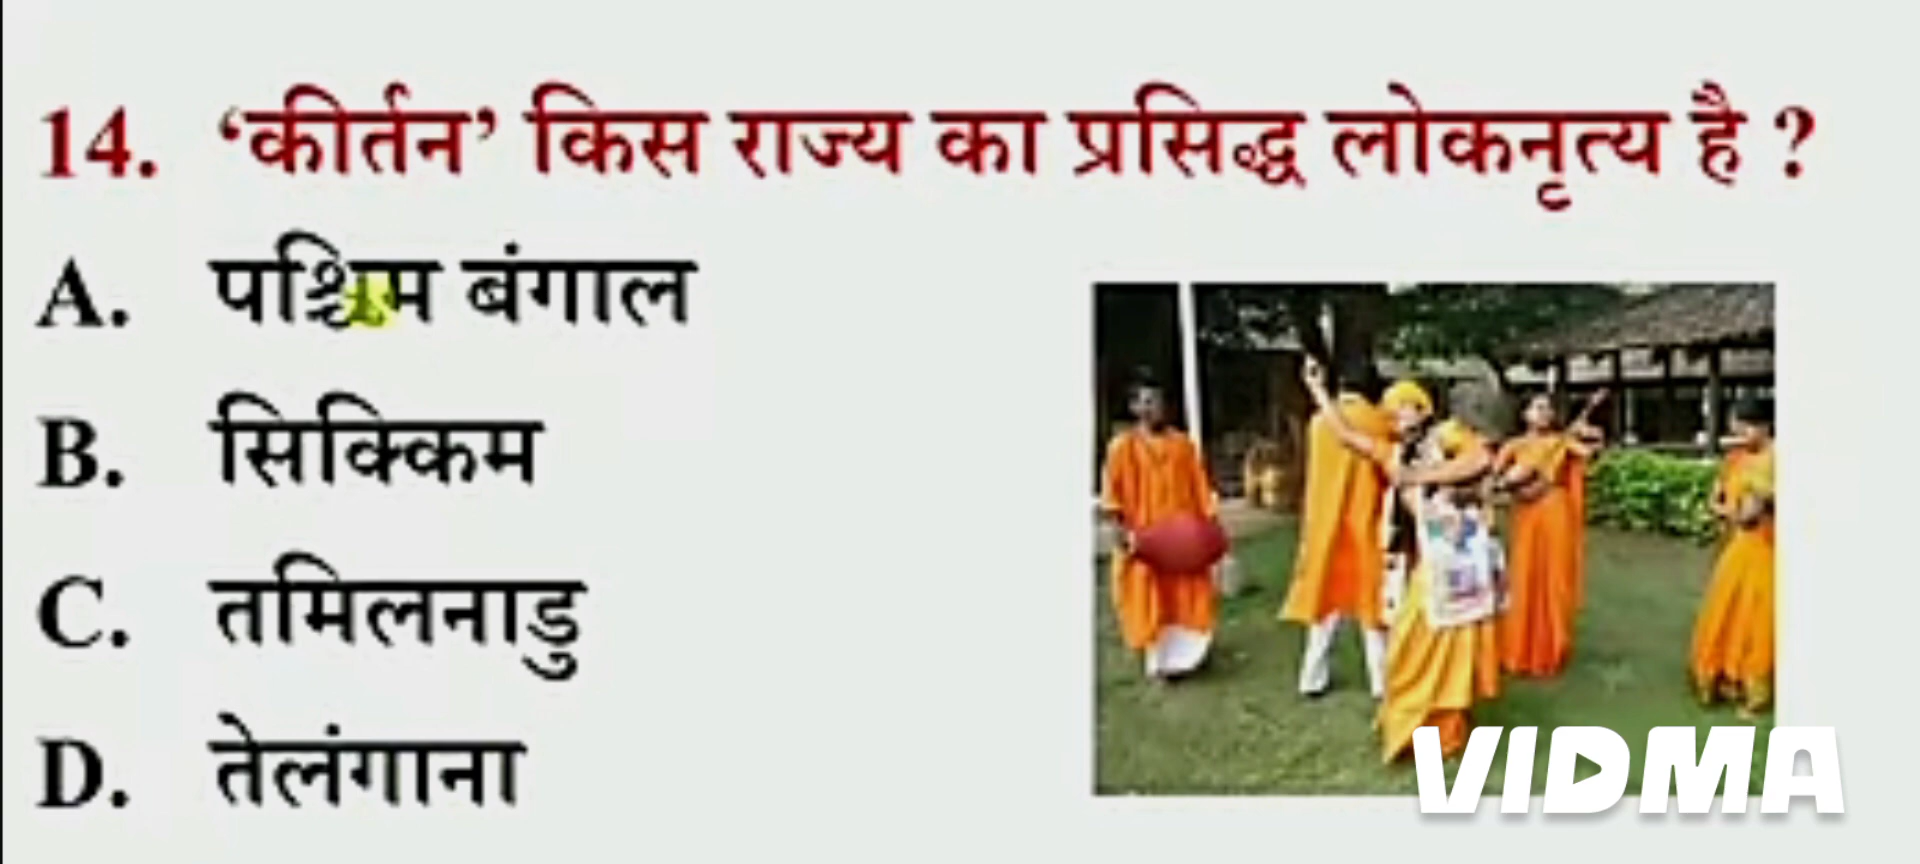 14. ‘कीर्तन’ किस राज्य का प्रसिद्ध लोकनृत्य है ?
A. पश्चिम बंगाल
B. सिक्किम
C. तमिलनाडु
D. तेलंगाना
VIDMA